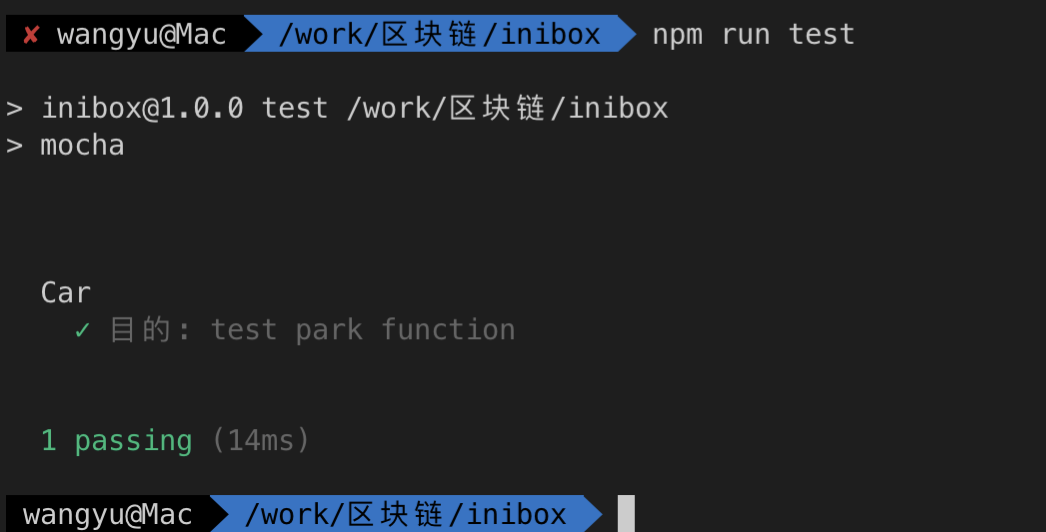 ✘ wangyu@Mac /work/区块链/inibox npm run test
> inibox@1.0.0 test /work/区块链/inibox
> mocha
Car
✓ 目的: test park function
1 passing (14ms)
wangyu@Mac /work/区块链/inibox